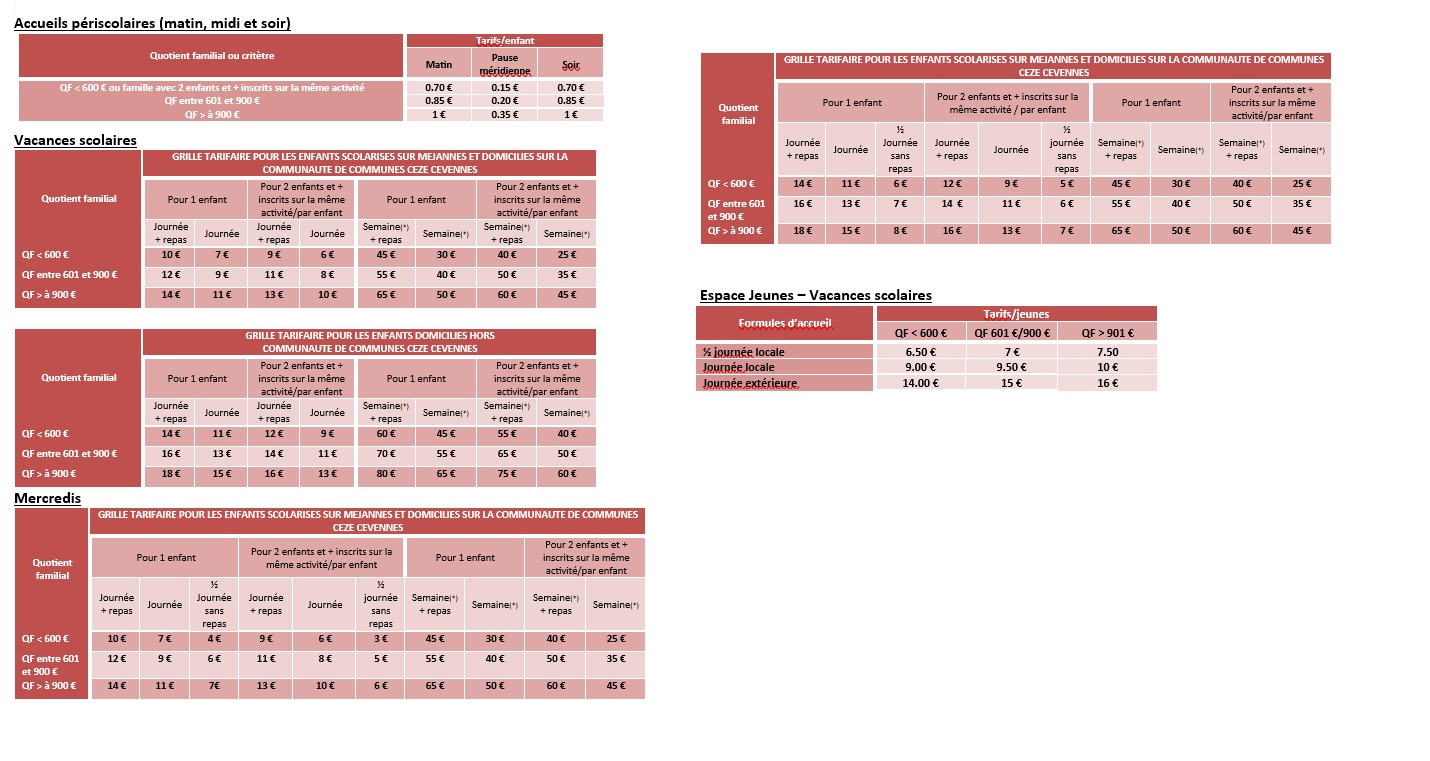 Accueils périscolaires (matin, midi et soir)
Quotient familial ou critètre
Tarifs/enfant
Matin
Pause
méridienne
Soir
QF < 600 € ou famille avec 2 enfants et + inscrits sur la même activité 0.70 € 0.15 € 0.70 €
QF entre 601 et 900 € 0.85 € 0.20 € 0.85 €
QF > à 900 € 1 € 0.35 € 1 €
Vacances scolaires
Quotient familial
GRILLE TARIFAIRE POUR LES ENFANTS SCOLARISES SUR MEJANNES ET DOMICILIES SUR LA
COMMUNAUTE DE COMMUNES CEZE CEVENNES
Pour 1 enfant
Pour 2 enfants et +
inscrits sur la même
activité/par enfant
Pour 1 enfant
Pour 2 enfants et +
inscrits sur la même
activité/par enfant
Journée
+ repas
Journée
Journée
+ repas
Journée
Semaine(*)
+ repas
Semaine(*)
Semaine(*)
+ repas
Semaine(*)
QF < 600 € 10 € 7 € 9 € 6 € 45 € 30 € 40 € 25 €
QF entre 601 et 900 € 12 € 9 € 11 € 8 € 55 € 40 € 50 € 35 €
QF > à 900 € 14 € 11 € 13 € 10 € 65 € 50 € 60 € 45 €
Quotient familial
GRILLE TARIFAIRE POUR LES ENFANTS DOMICILIES HORS
COMMUNAUTE DE COMMUNES CEZE CEVENNES
Pour 1 enfant
Pour 2 enfants et +
inscrits sur la même
activité/par enfant
Pour 1 enfant
Pour 2 enfants et +
inscrits sur la même
activité/par enfant
Journée
+ repas
Journée
Journée
+ repas
Journée
Semaine(*)
+ repas
Semaine(*)
Semaine(*)
+ repas
Semaine(*)
QF < 600 € 14 € 11 € 12 € 9 € 60 € 45 € 55 € 40 €
QF entre 601 et 900 € 16 € 13 € 14 € 11 € 70 € 55 € 65 € 50 €
QF > à 900 € 18 € 15 € 16 € 13 € 80 € 65 € 75 € 60 €
Mercredis
Quotient
familial
GRILLE TARIFAIRE POUR LES ENFANTS SCOLARISES SUR MEJANNES ET DOMICILIES SUR LA COMMUNAUTE DE COMMUNES
CEZE CEVENNES
Pour 1 enfant
Pour 2 enfants et + inscrits sur la
même activité/par enfant
Pour 1 enfant
Pour 2 enfants et +
inscrits sur la même
activité/par enfant
Journée
+ repas
Journée
½
Journée
sans
repas
Journée
+ repas
Journée
½
journée
sans
repas
Semaine(*)
+ repas
Semaine(*)
Semaine(*)
+ repas
Semaine(*)
QF < 600 € 10 € 7 € 4 € 9 € 6 € 3 € 45 € 30 € 40 € 25 €
QF entre 601
et 900 €
12 € 9 € 6 € 11 € 8 € 5 € 55 € 40 € 50 € 35 €
QF > à 900 € 14 € 11 € 7€ 13 € 10 € 6 € 65 € 50 € 60 € 45 €
Quotient
familial
GRILLE TARIFAIRE POUR LES ENFANTS SCOLARISES SUR MEJANNES ET DOMICILIES SUR LA COMMUNAUTE DE COMMUNES
CEZE CEVENNES
Pour 1 enfant
Pour 2 enfants et + inscrits sur la
même activité / par enfant
Pour 1 enfant
Pour 2 enfants et +
inscrits sur la même
activité/par enfant
Journée
+ repas
Journée
½
Journée
sans
repas
Journée
+ repas
Journée
½
journée
sans
repas
Semaine(*)
+ repas
Semaine(*)
Semaine(*)
+ repas
Semaine(*)
QF < 600 € 14 € 11 € 6 € 12 € 9 € 5 € 45 € 30 € 40 € 25 €
QF entre 601
et 900 €
16 € 13 € 7 € 14 € 11 € 6 € 55 € 40 € 50 € 35 €
QF > à 900 € 18 € 15 € 8 € 16 € 13 € 7 € 65 € 50 € 60 € 45 €
Espace Jeunes – Vacances scolaires
Formules d'accueil
Tarifs/jeunes
QF < 600 € QF 601 €/900 € QF > 901 €
½ journée locale 6.50 € 7 € 7.50
Journée locale 9.00 € 9.50 € 10 €
Journée extérieure 14.00 € 15 € 16 €